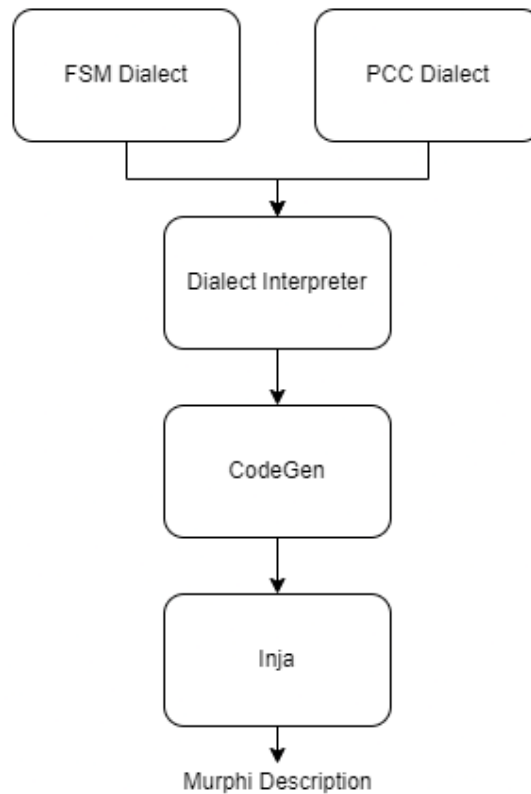 FSM Dialect
PCC Dialect
Dialect Interpreter
CodeGen
Inja
Murphi Description